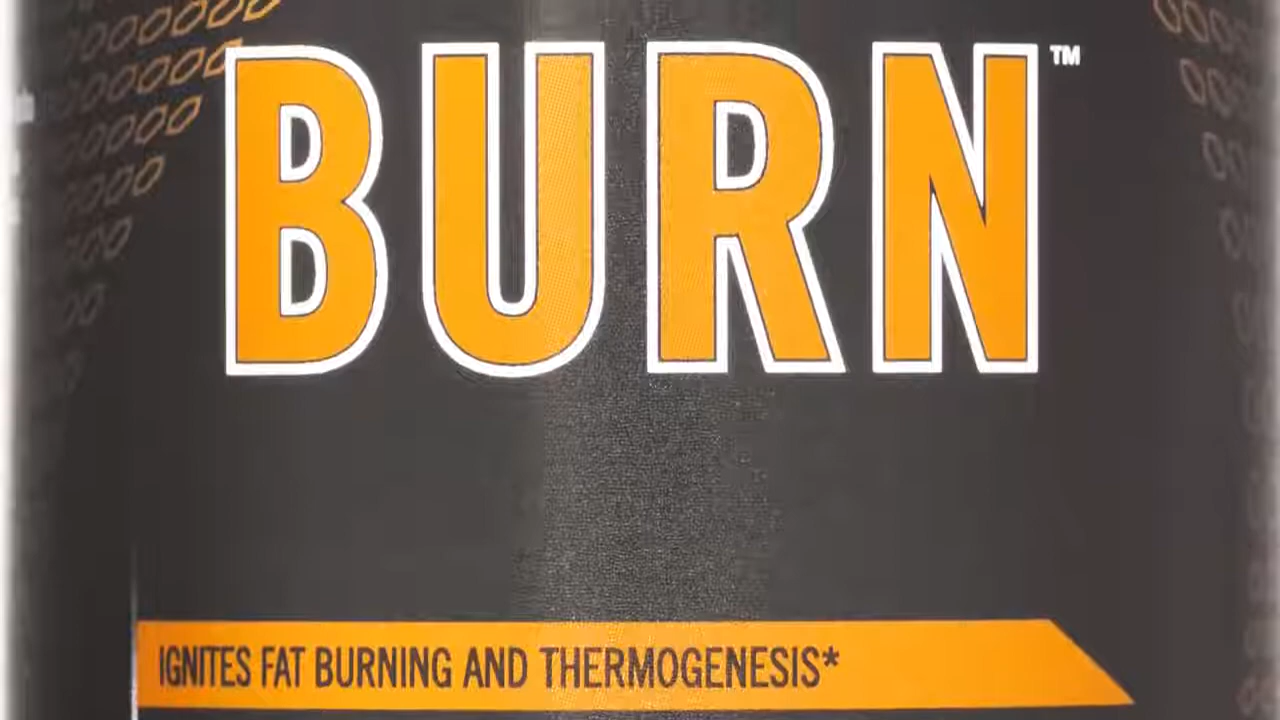 BURN™
IGNITES FAT BURNING AND THERMOGENESIS*